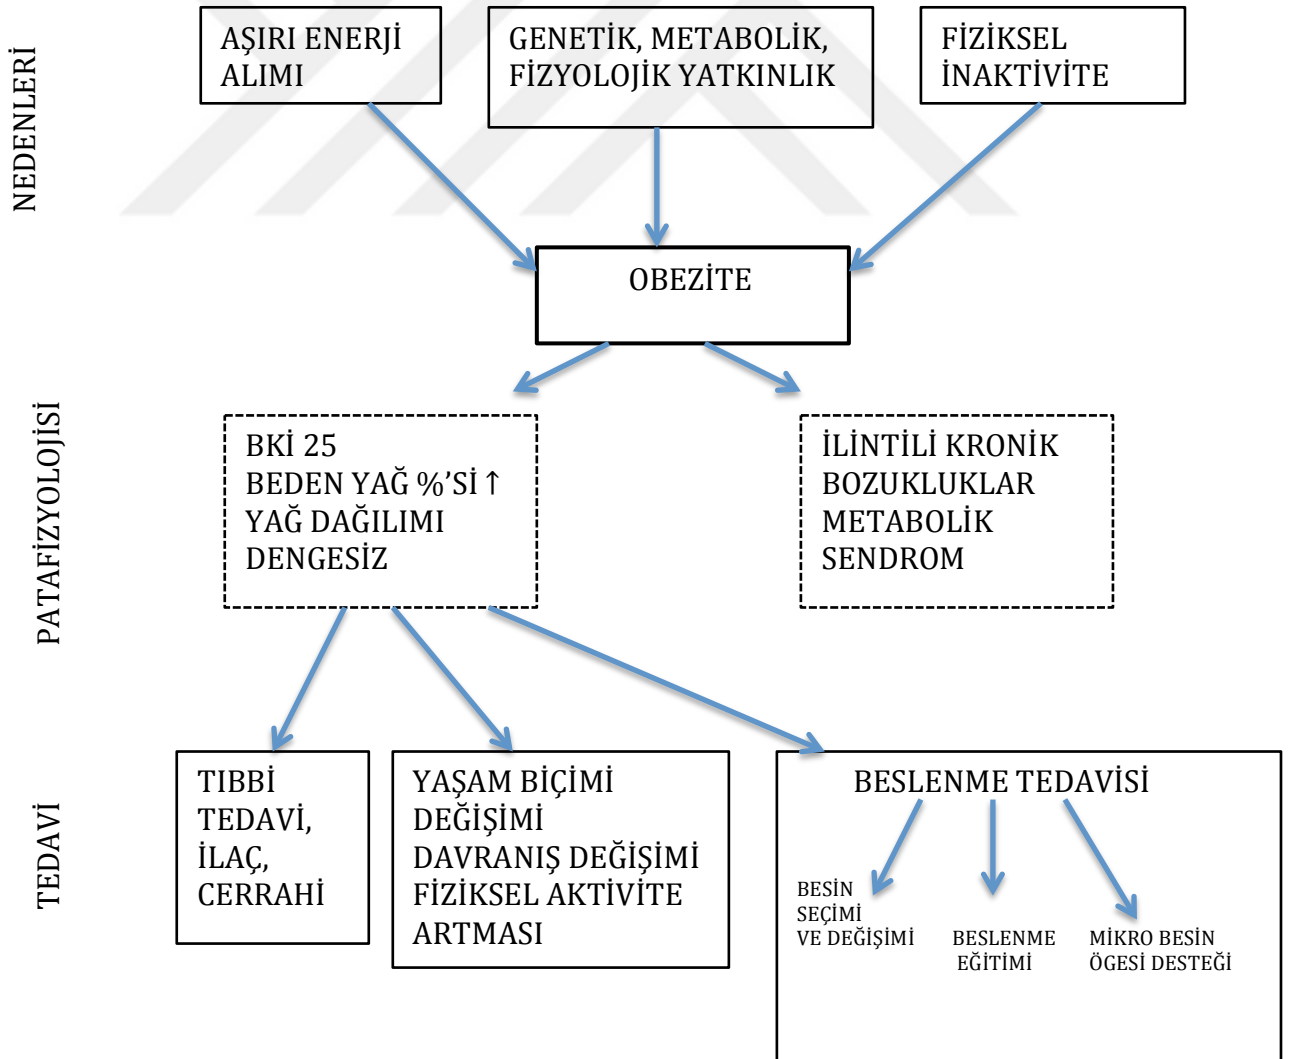 NEDENLERİ
AŞIRI ENERJİ
ALIMI
GENETİK, METABOLİK,
FİZYOLOJİK YATKINLIK
FİZİKSEL
İNAKTİVİTE
OBEZİTE
PATAFİZYOLOJİSİ
BKİ 25
BEDEN YAĞ %'Sİ ↑
YAĞ DAĞILIMI
DENGESİZ
İLİNTİLİ KRONİK
BOZUKLUKLAR
METABOLİK
SENDROM
TEDAVİ
TIBBİ
TEDAVİ,
İLAÇ,
CERRAHİ
YAŞAM BİÇİMİ
DEĞİŞİMİ
DAVRANIŞ DEĞİŞİMİ
FİZİKSEL AKTİVİTE
ARTMASI
BESLENME TEDAVİSİ
BESİN
SEÇİMİ
VE DEĞİŞİMİ
BESLENME
EĞİTİMİ
MİKRO BESİN
ÖGESİ DESTEĞİ